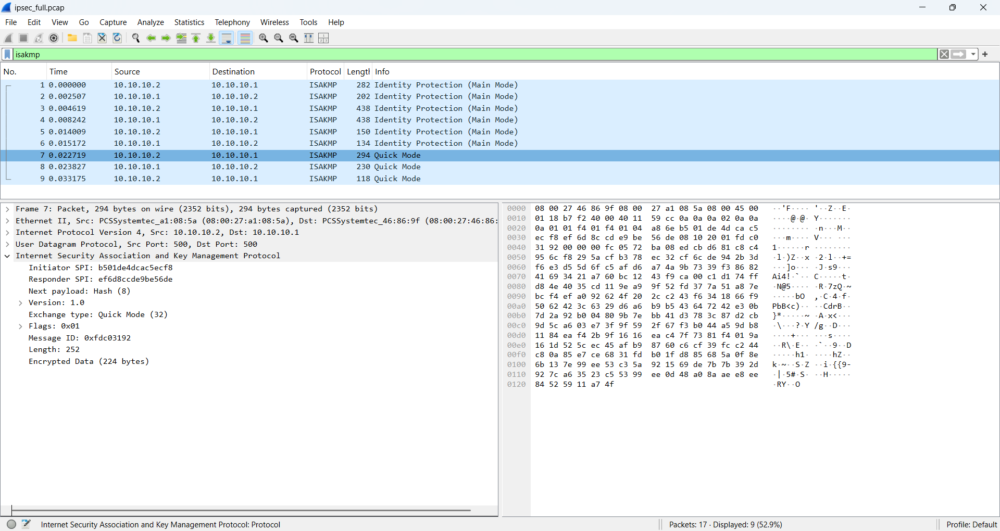 ipsec_full.pcap
File Edit View Go Capture Analyze Statistics Telephony Wireless Tools Help
isakmp
No. Time Source Destination Protocol Length Info
1 0.000000 10.10.10.2 10.10.10.1 ISAKMP 282 Identity Protection (Main Mode)
2 0.002507 10.10.10.1 10.10.10.2 ISAKMP 202 Identity Protection (Main Mode)
3 0.004619 10.10.10.2 10.10.10.1 ISAKMP 438 Identity Protection (Main Mode)
4 0.008242 10.10.10.1 10.10.10.2 ISAKMP 438 Identity Protection (Main Mode)
5 0.014009 10.10.10.2 10.10.10.1 ISAKMP 150 Identity Protection (Main Mode)
6 0.015172 10.10.10.1 10.10.10.2 ISAKMP 134 Identity Protection (Main Mode)
7 0.022719 10.10.10.2 10.10.10.1 ISAKMP 294 Quick Mode
8 0.023827 10.10.10.1 10.10.10.2 ISAKMP 230 Quick Mode
9 0.033175 10.10.10.2 10.10.10.1 ISAKMP 118 Quick Mode
Frame 7: Packet, 294 bytes on wire (2352 bits), 294 bytes captured (2352 bits)
Ethernet II, Src: PCSSystemtec_a1:08:5a (08:00:27:a1:08:5a), Dst: PCSSystemtec_46:86:9f (08:00:27:46:86:
Internet Protocol Version 4, Src: 10.10.10.2, Dst: 10.10.10.1
User Datagram Protocol, Src Port: 500, Dst Port: 500
Internet Security Association and Key Management Protocol
Initiator SPI: b501de4dcac5ecf8
Responder SPI: ef6d8ccde9be56de
Next payload: Hash (8)
Version: 1.0
Exchange type: Quick Mode (32)
Flags: 0x01
Message ID: 0xfdc03192
Length: 252
Encrypted Data (224 bytes)
0000 08 00 27 46 86 9f 08 00 27 a1 08 5a 08 00 45 00 ··'F···· '··Z··E·
0010 01 18 b7 f2 40 00 40 11 59 cc 0a 0a 0a 02 0a 0a ····@·@· Y·······
0020 0a 01 01 f4 01 f4 01 04 a8 6e b5 01 de 4d ca c5 ········ ·n···M··
0030 ec f8 ef 6d 8c cd e9 be 56 de 08 10 20 01 fd c0 ···m···· V··· ···
0040 31 92 00 00 00 fc 05 72 ba 08 ed cb d6 81 c8 c4 1······r ········
0050 95 6c f8 29 5a cf b3 78 ec 32 cf 6c de 94 2b 3d ·l·)Z··x ·2·l··+=
0060 f6 e3 d5 5d 6f c5 af d6 a7 4a 9b 73 39 f3 86 82 ···]o··· ·J·s9···
0070 41 69 34 21 a7 60 bc 12 43 f9 ca 00 c1 d1 74 ff Ai4!·`·· C·····t·
0080 d8 4e 40 35 cd 11 9e a9 9f 52 fd 37 7a 51 a8 7e ·N@5···· ·R·7zQ·~
0090 bc f4 ef a0 92 62 4f 20 2c c2 43 f6 34 18 66 f9 ·····bO  ,·C·4·f·
00a0 50 62 42 3c 63 29 d6 a6 b9 b5 43 64 72 42 e3 0b PbB<c)·· ··CdrB··
00b0 7d 2a 92 b0 04 80 9b 7e bb 41 d3 78 3c 87 d2 cb }*·····~ ·A·x<···
00c0 9d 5c a6 03 e7 3f 9f 59 2f 67 f3 b0 44 a5 9d b8 ·\···?·Y /g··D···
00d0 11 84 ea f4 2b 9f 16 16 ea c4 7f 73 81 f4 01 9a ····+··· ···s····
00e0 16 1d 52 5c ec 45 af b9 87 60 c6 cf 39 fc c2 44 ··R\·E·· ·`··9··D
00f0 c8 0a 85 e7 ce 68 31 fd b0 1f d8 85 68 5a 0f 8e ·····h1· ····hZ··
0100 6b 13 7e 99 ee 53 c3 5a 92 15 69 de 7b 7b 39 2d k·~··S·Z ··i·{{9-
0110 92 7c a6 35 23 c5 53 99 ee 0d 48 a0 8a ae e8 ee ·|·5#·S· ··H·····
0120 84 52 59 11 a7 4f ·RY··O
Internet Security Association and Key Management Protocol: Protocol Packets: 17 · Displayed: 9 (52.9%) Profile: Default